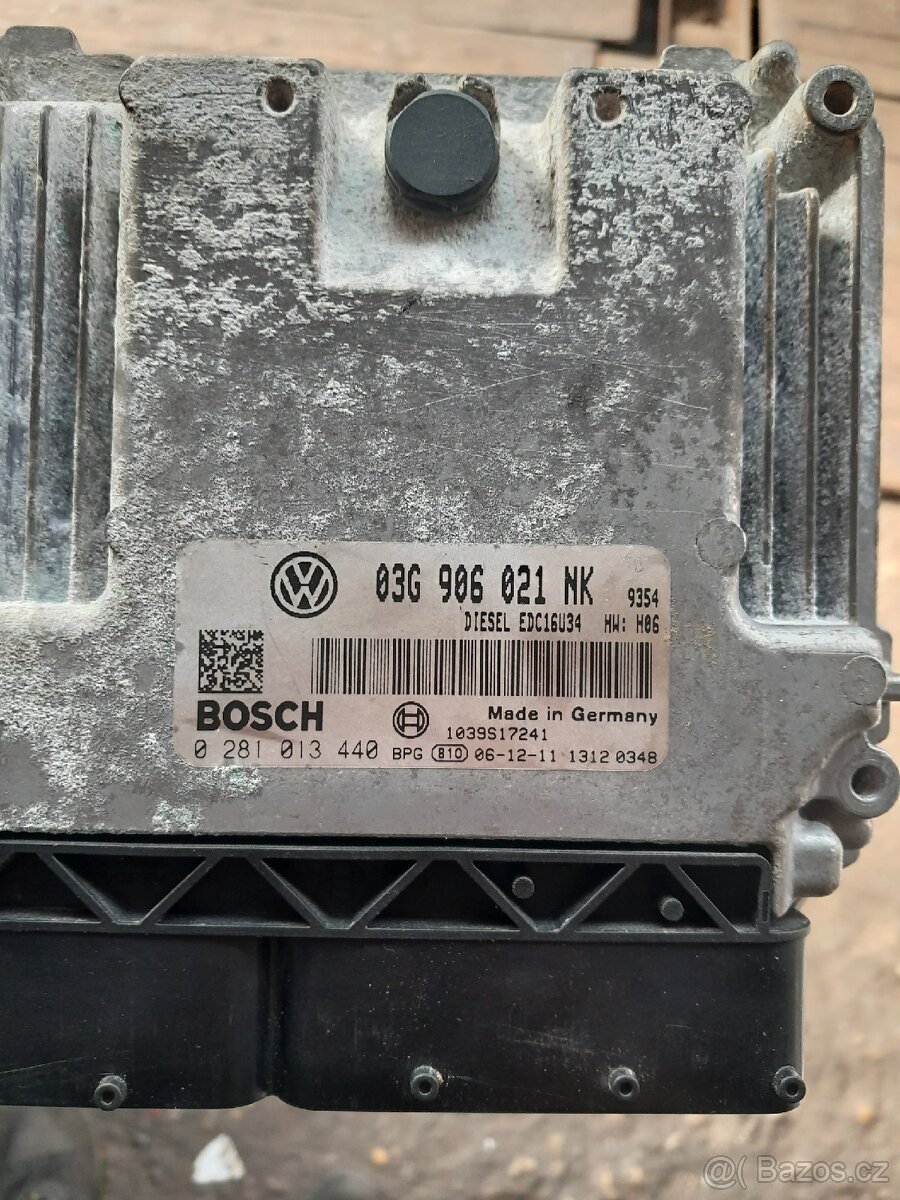 03G 906 021 NK 9354
DIESEL EDC16U34 HW: H06
BOSCH
Made in Germany
1039S17241
0 281 013 440 BPG 810 06-12-11 1312 0348
@( Bazos.cz